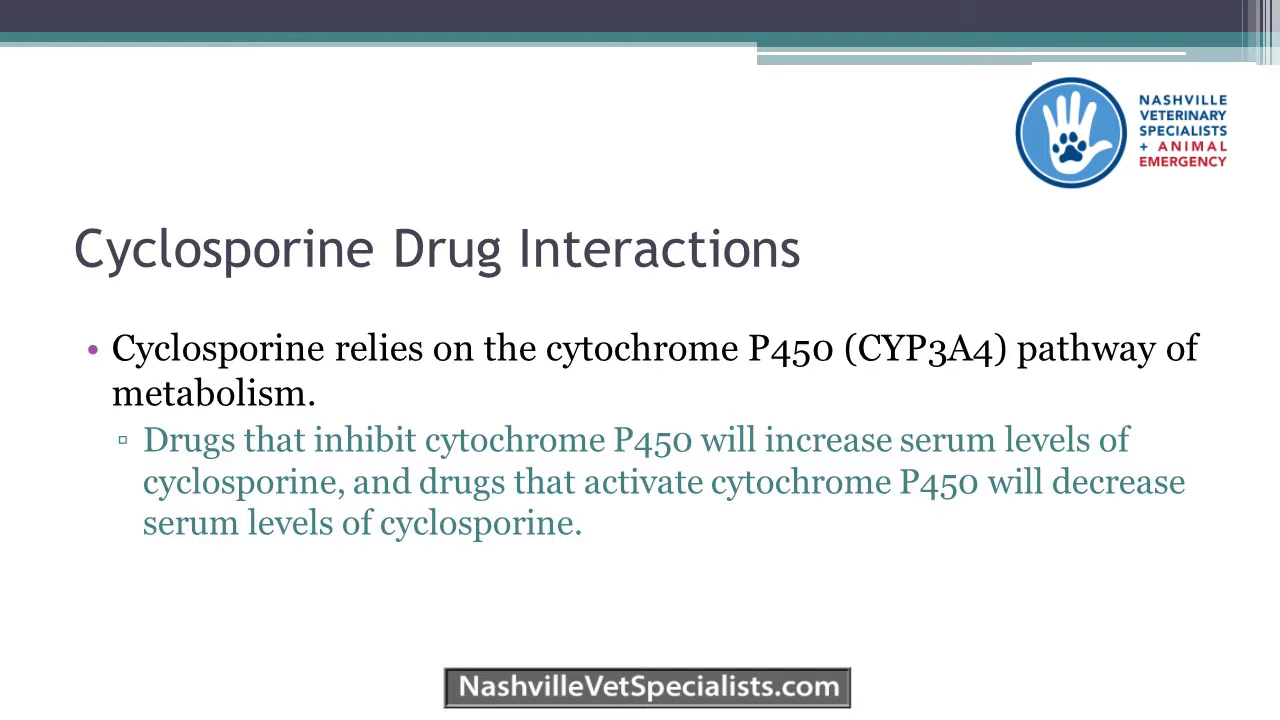 NASHVILLE
VETERINARY
SPECIALISTS
+ ANIMAL
EMERGENCY
Cyclosporine Drug Interactions
• Cyclosporine relies on the cytochrome P450 (CYP3A4) pathway of
metabolism.
▫ Drugs that inhibit cytochrome P450 will increase serum levels of
cyclosporine, and drugs that activate cytochrome P450 will decrease
serum levels of cyclosporine.
NashvilleVetSpecialists.com